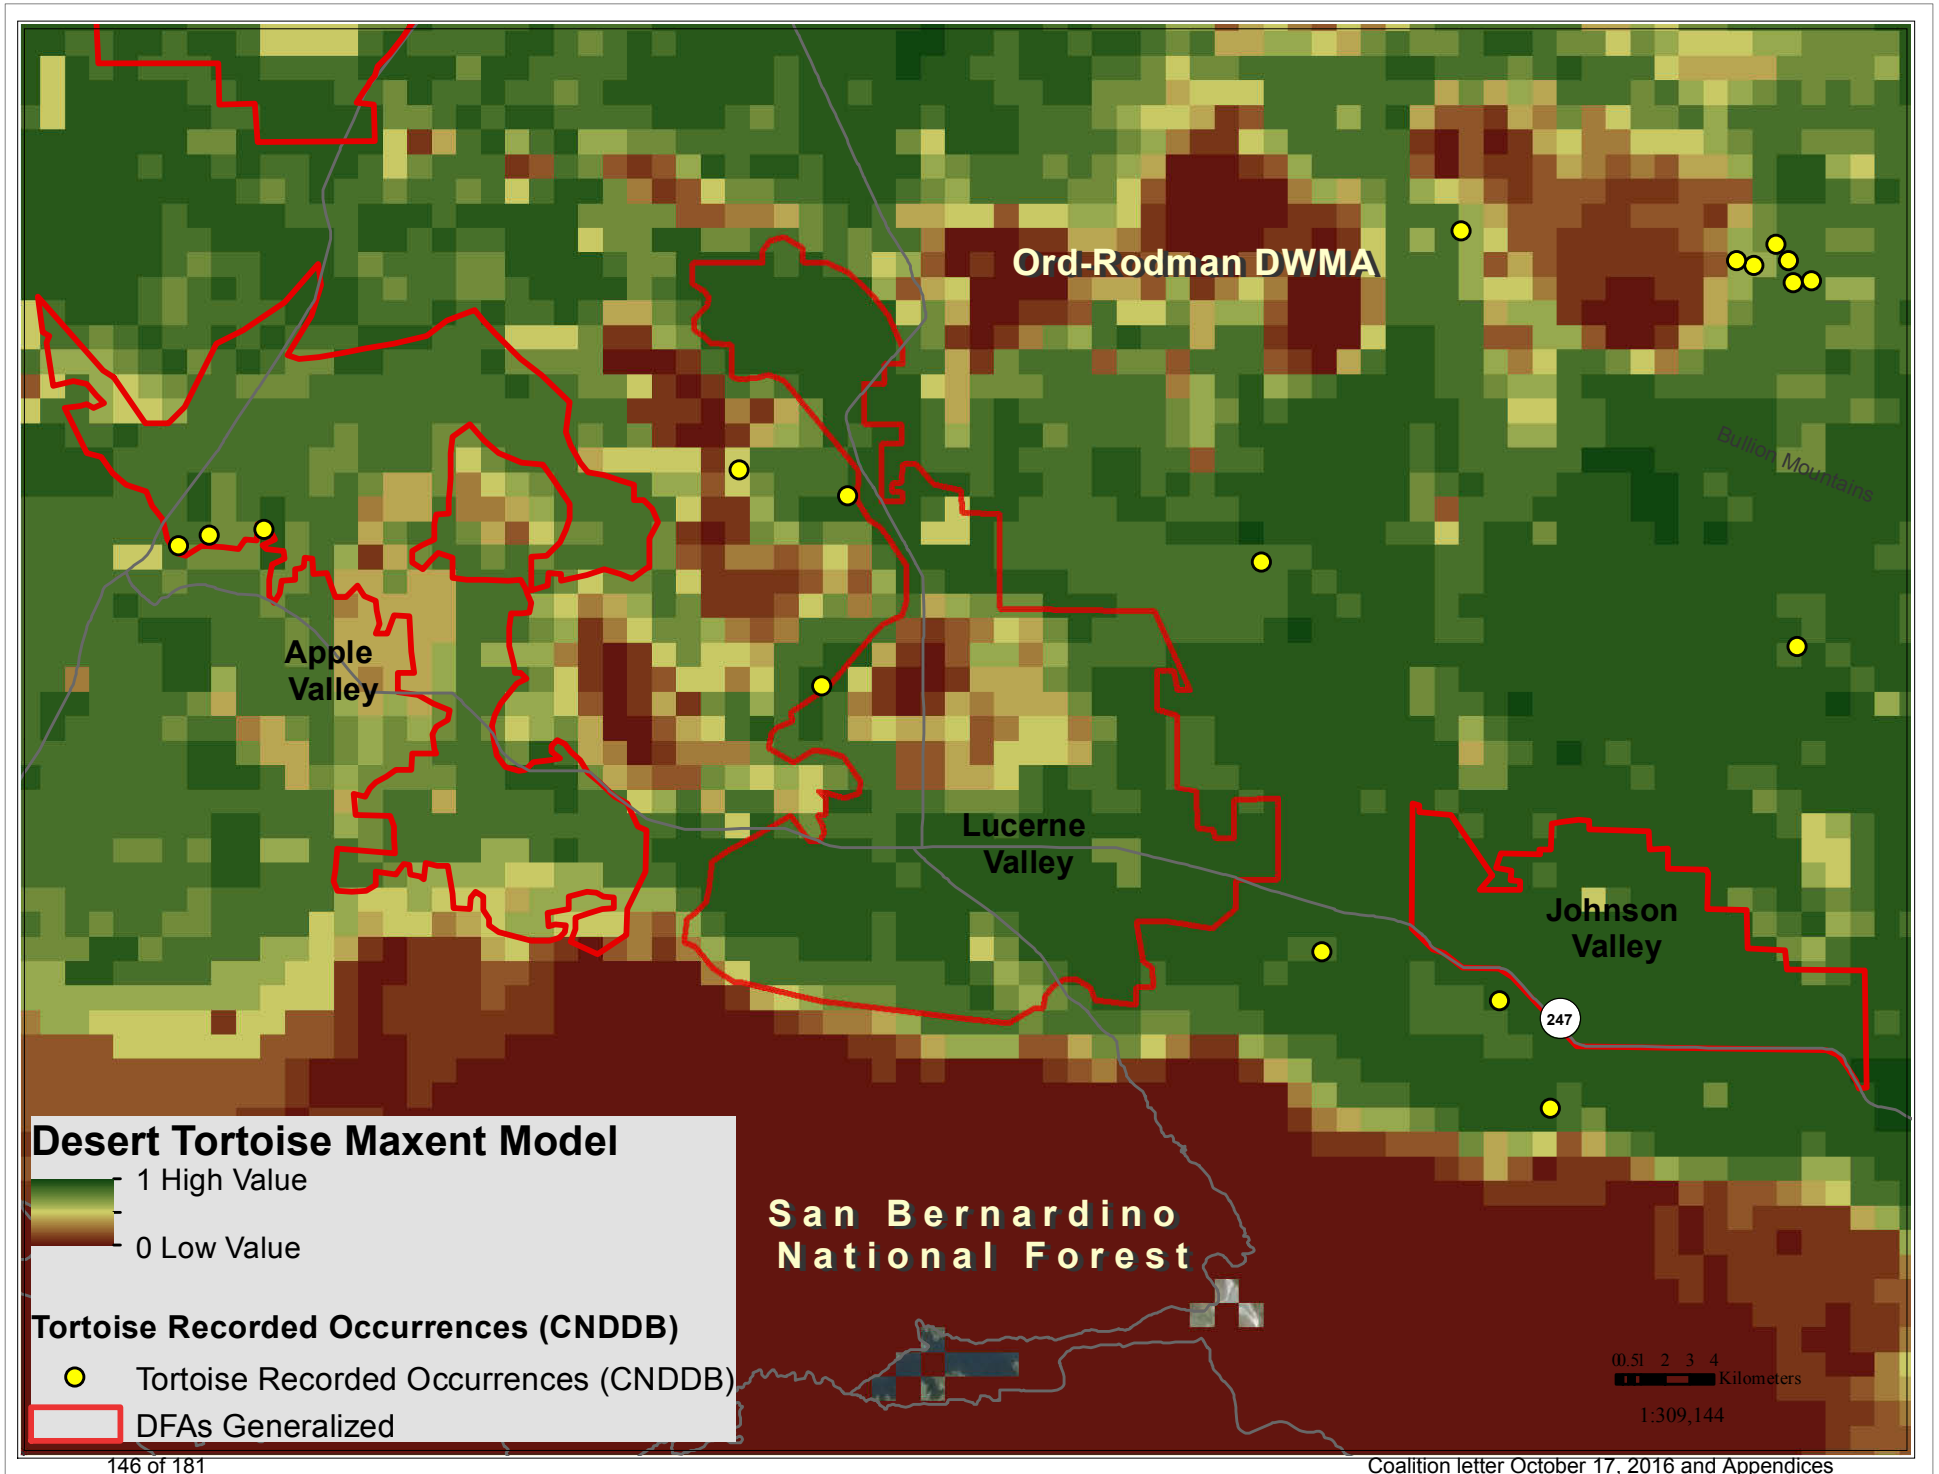 Ord-Rodman DWMA
Bullion Mountains
Apple
Valley
Lucerne
Valley
Johnson
Valley
247
Desert Tortoise Maxent Model
1 High Value
0 Low Value
San Bernardino
National Forest
Tortoise Recorded Occurrences (CNDDB)
Tortoise Recorded Occurrences (CNDDB)
DFAs Generalized
0 0.5 1 2 3 4
Kilometers
1:309,144
146 of 181
Coalition letter October 17, 2016 and Appendices